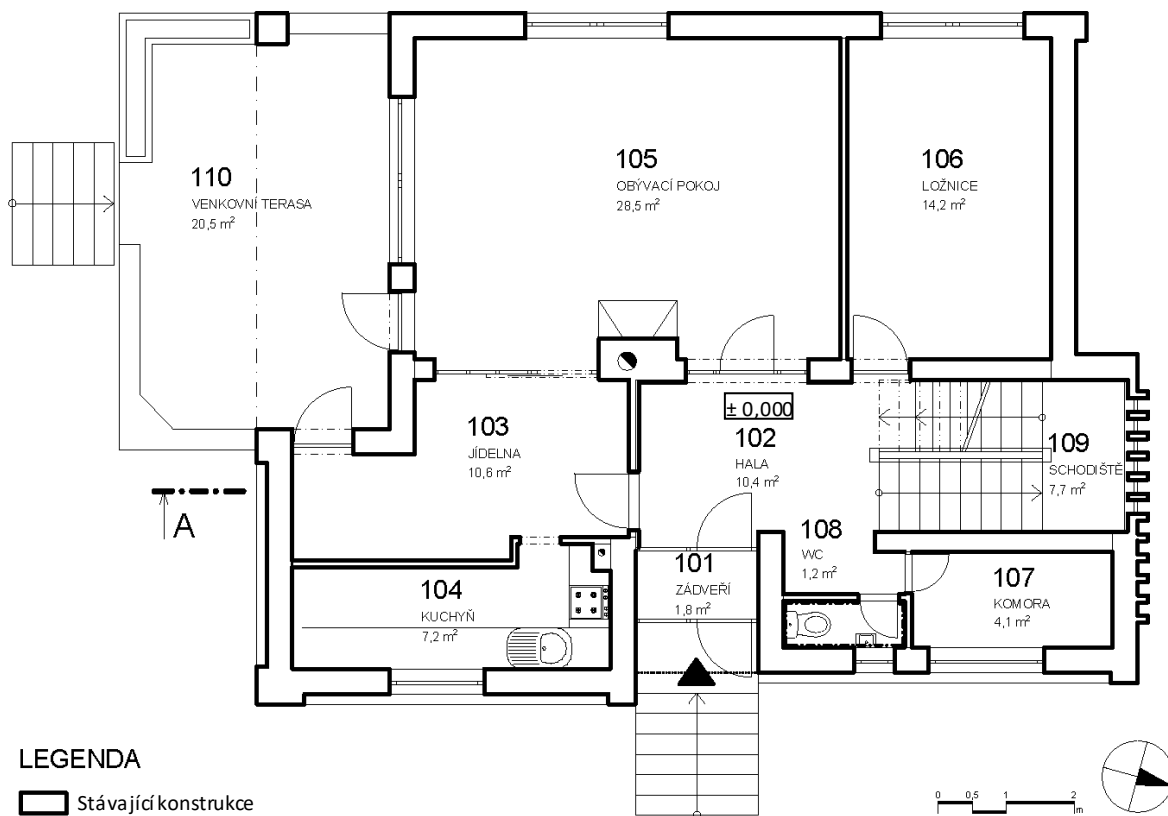 110
VENKOVNÍ TERASA
20,5 m²
105
OBÝVACÍ POKOJ
28,5 m²
106
LOŽNICE
14,2 m²
± 0,000
103
JÍDELNA
10,6 m²
102
HALA
10,4 m²
109
SCHODIŠTĚ
7,7 m²
A
108
WC
1,2 m²
101
ZÁDVEŘÍ
1,8 m²
104
KUCHYŇ
7,2 m²
107
KOMORA
4,1 m²
LEGENDA
Stávající konstrukce
0 0,5 1 2
m